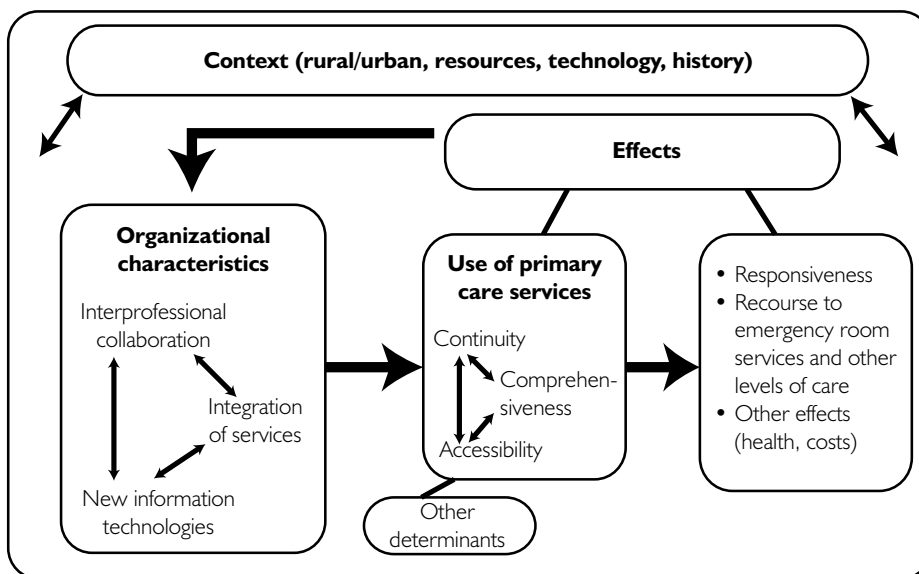 Context (rural/urban, resources, technology, history)
Effects
Organizational
characteristics
Interprofessional
collaboration
Integration
of services
New information
technologies
Use of primary
care services
Continuity
Comprehen-
siveness
Accessibility
Other
determinants
• Responsiveness
• Recourse to
emergency room
services and other
levels of care
• Other effects
(health, costs)